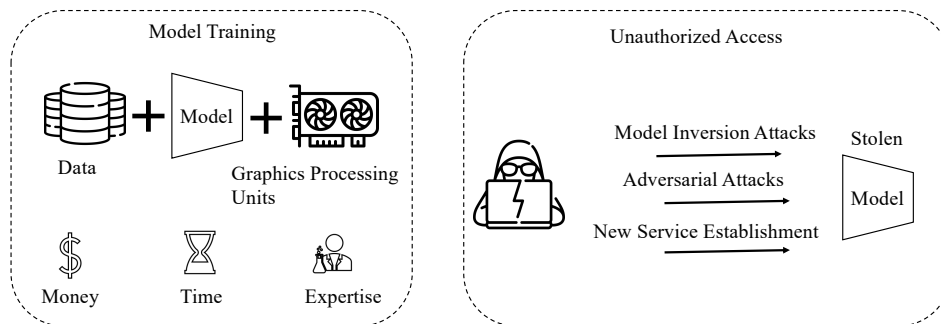 Model Training
Model
Data
Graphics Processing
Units
Money
Time
Expertise
Unauthorized Access
Model Inversion Attacks
Adversarial Attacks
New Service Establishment
Stolen
Model